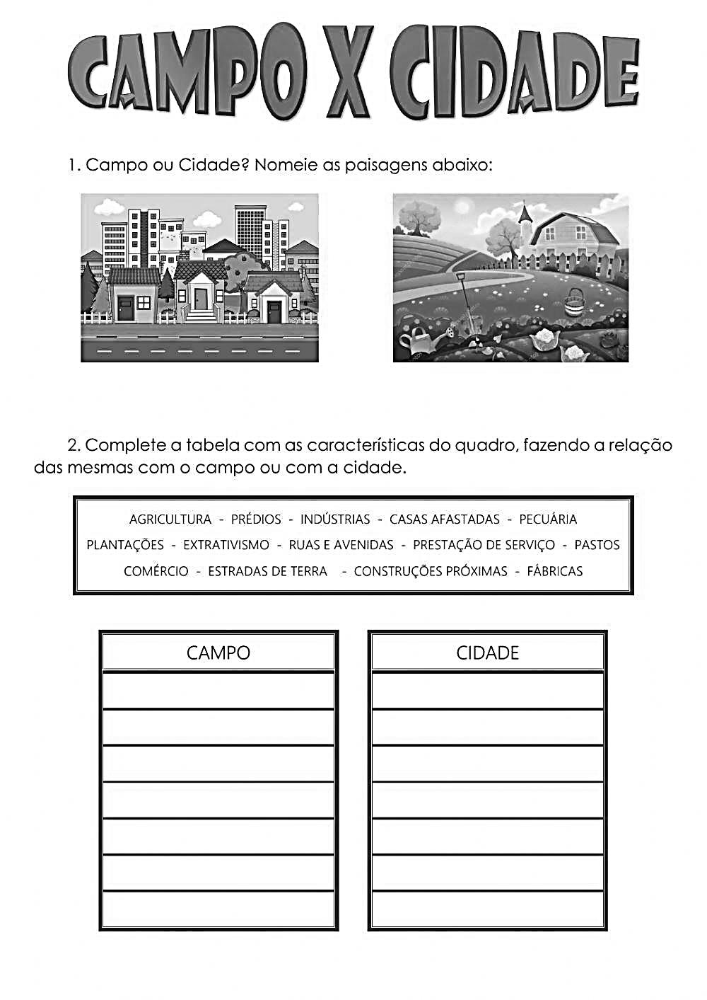 CAMPO X CIDADE
1. Campo ou Cidade? Nomeie as paisagens abaixo:
2. Complete a tabela com as características do quadro, fazendo a relação
das mesmas com o campo ou com a cidade.
AGRICULTURA - PRÉDIOS - INDÚSTRIAS - CASAS AFASTADAS - PECUÁRIA
PLANTAÇÕES - EXTRATIVISMO - RUAS E AVENIDAS - PRESTAÇÃO DE SERVIÇO - PASTOS
COMÉRCIO - ESTRADAS DE TERRA - CONSTRUÇÕES PRÓXIMAS - FÁBRICAS
CAMPO
CIDADE